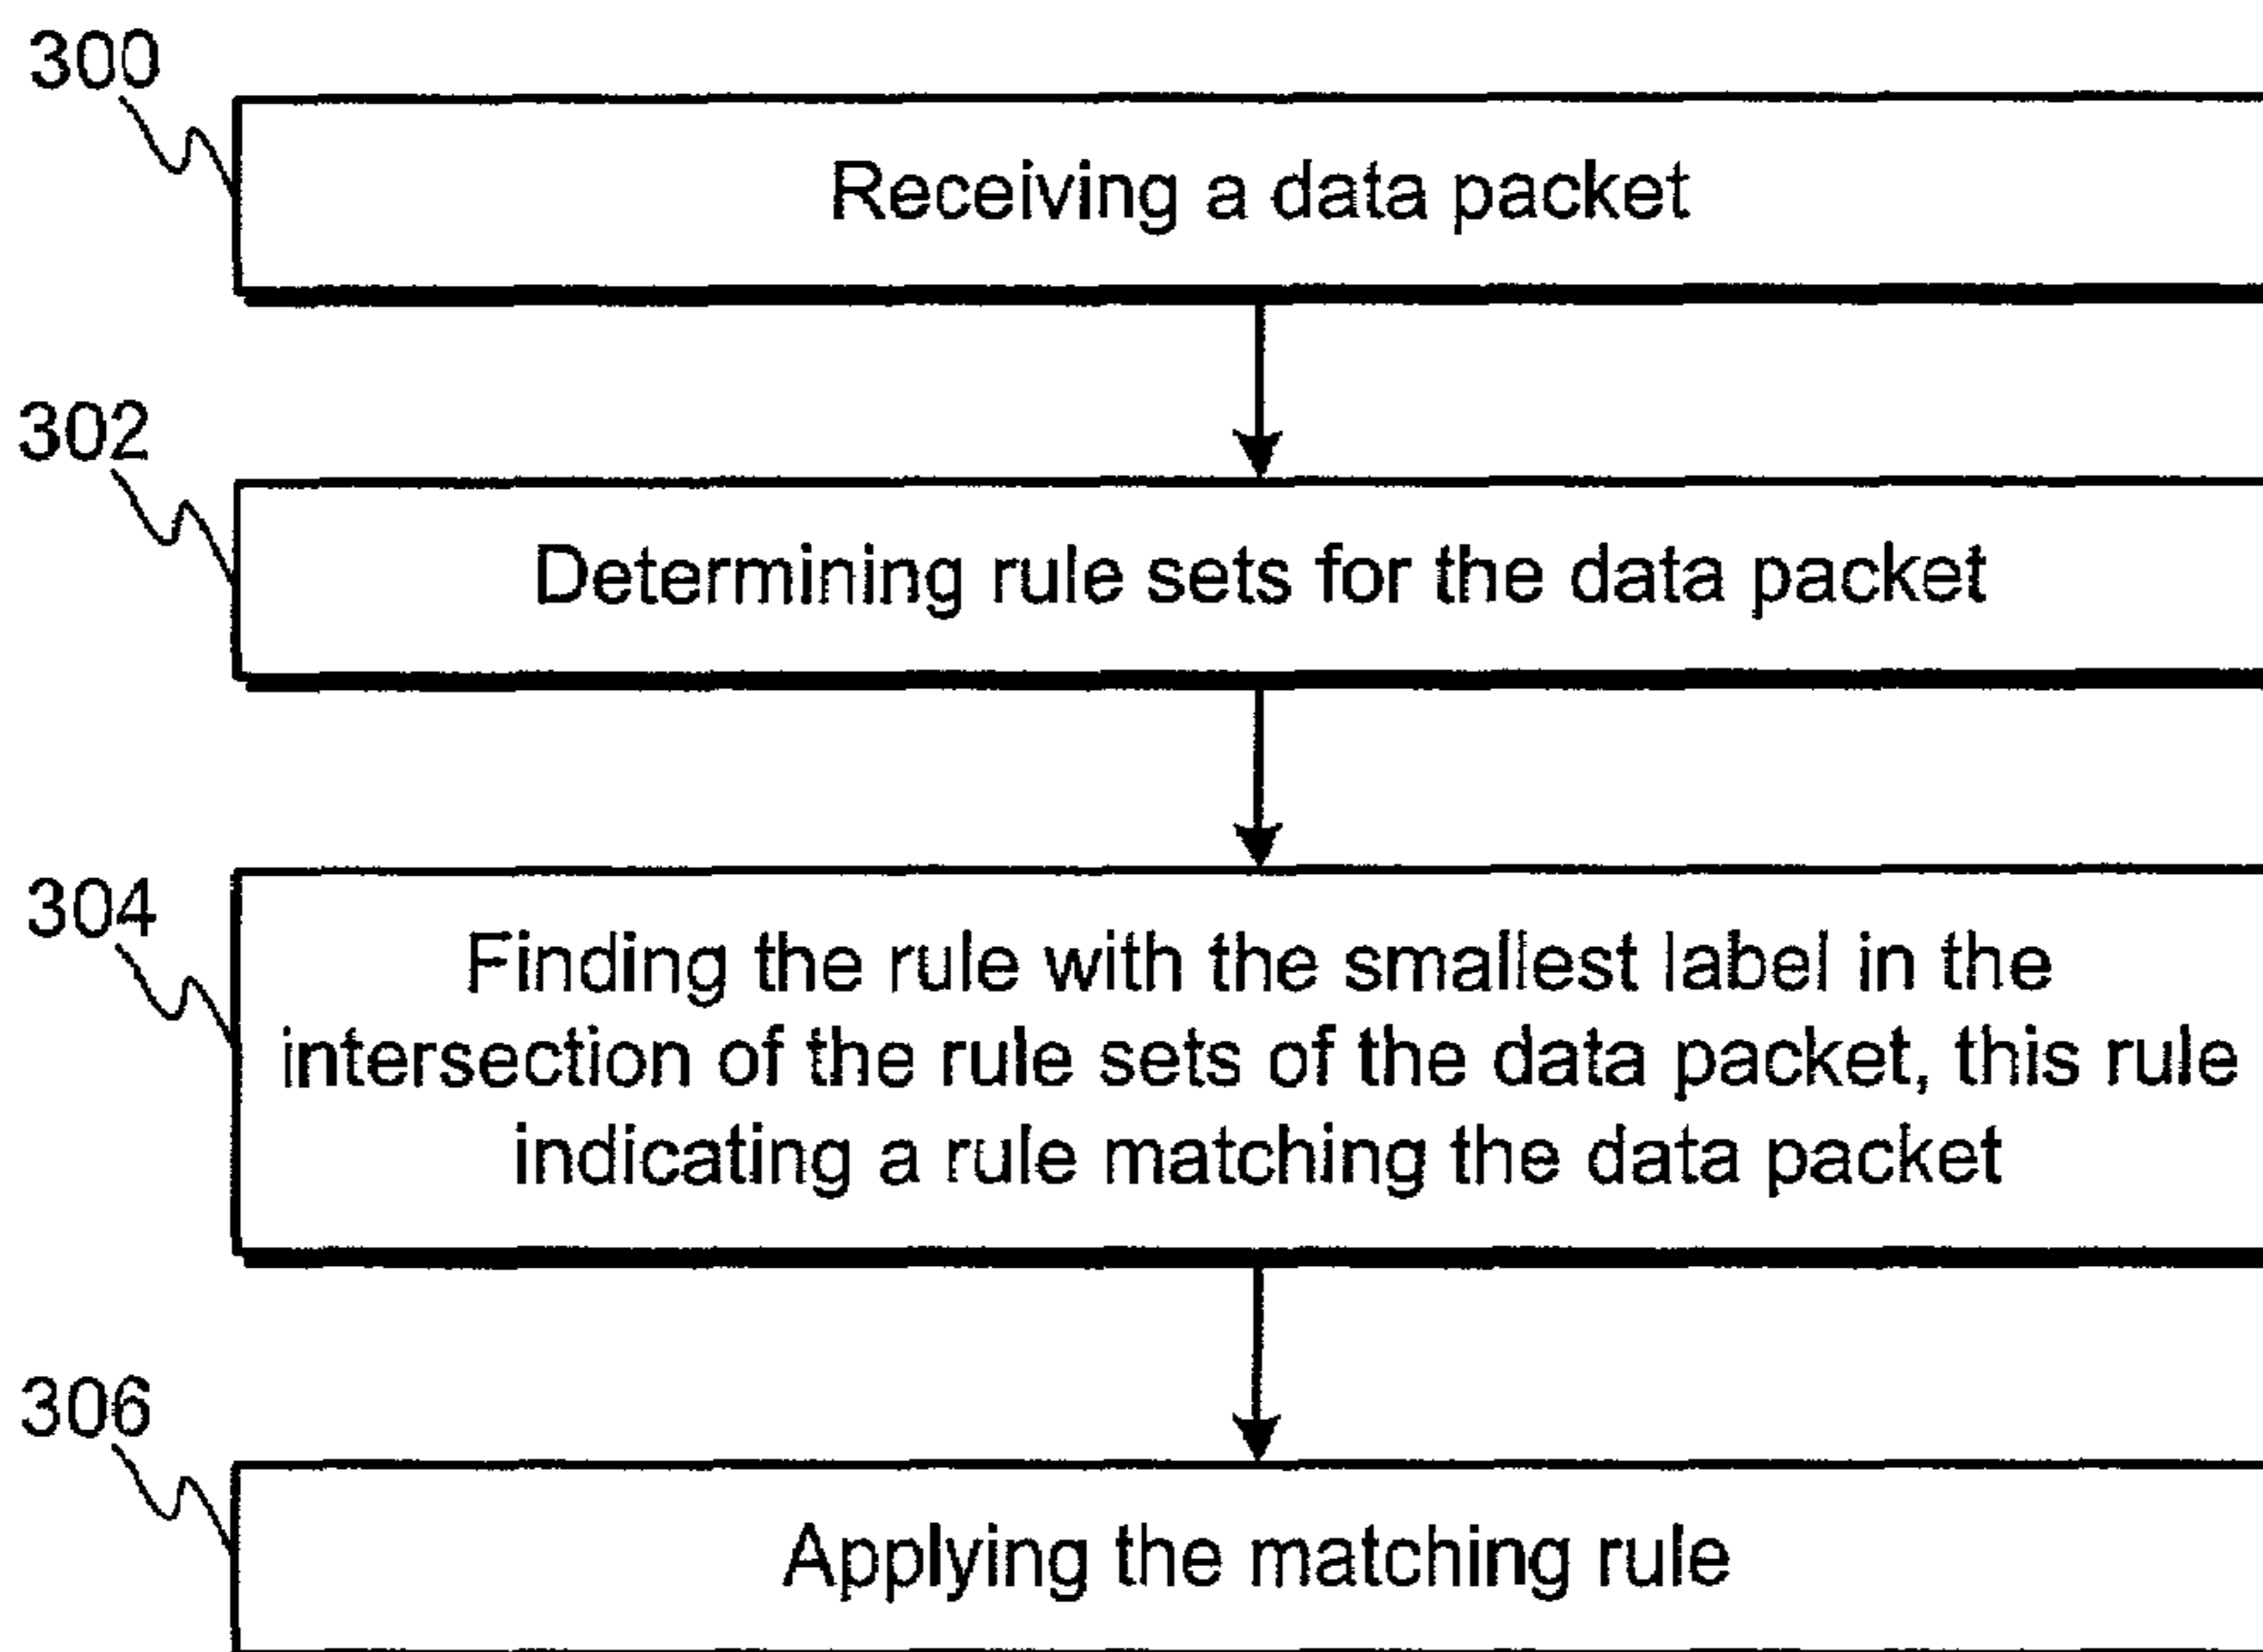 300
Receiving a data packet
302
Determining rule sets for the data packet
304
Finding the rule with the smallest label in the
intersection of the rule sets of the data packet, this rule
indicating a rule matching the data packet
306
Applying the matching rule